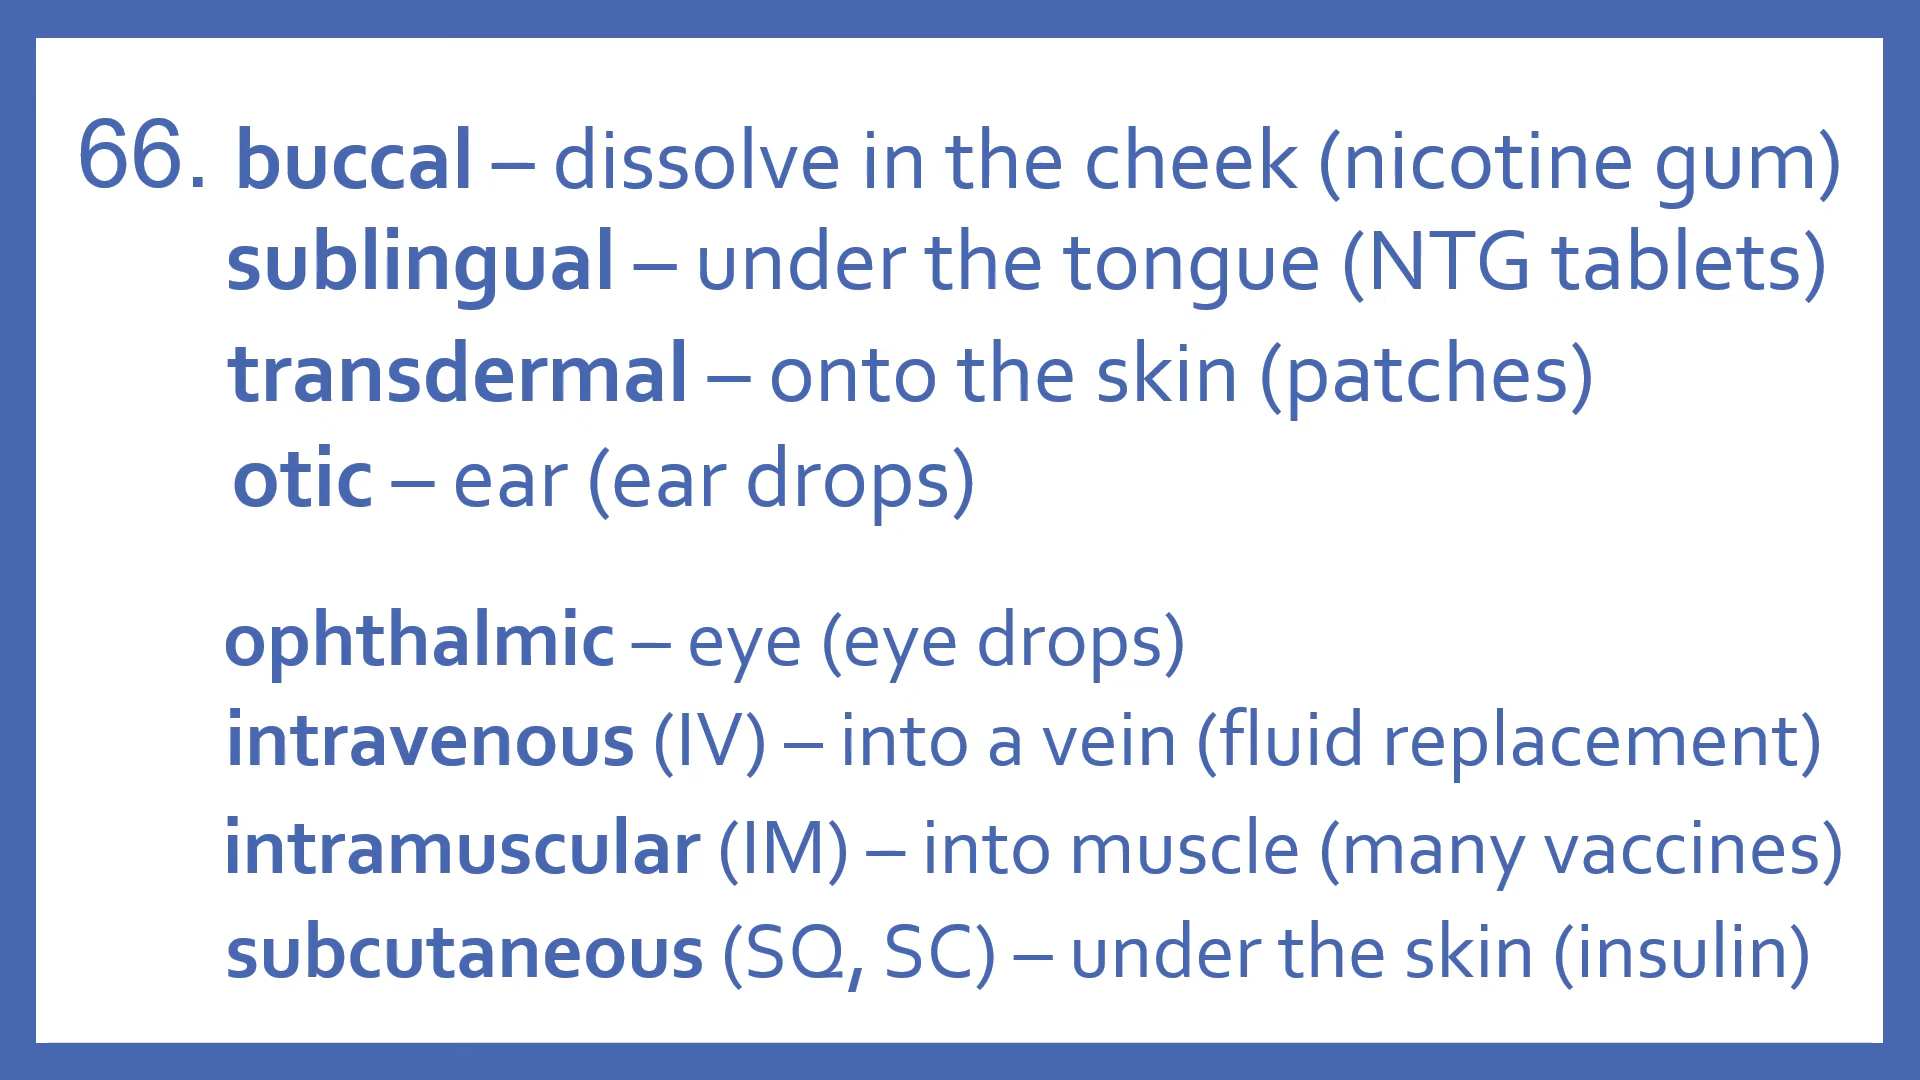 66. buccal – dissolve in the cheek (nicotine gum)
sublingual – under the tongue (NTG tablets)
transdermal – onto the skin (patches)
otic – ear (ear drops)
ophthalmic – eye (eye drops)
intravenous (IV) – into a vein (fluid replacement)
intramuscular (IM) – into muscle (many vaccines)
subcutaneous (SQ, SC) – under the skin (insulin)